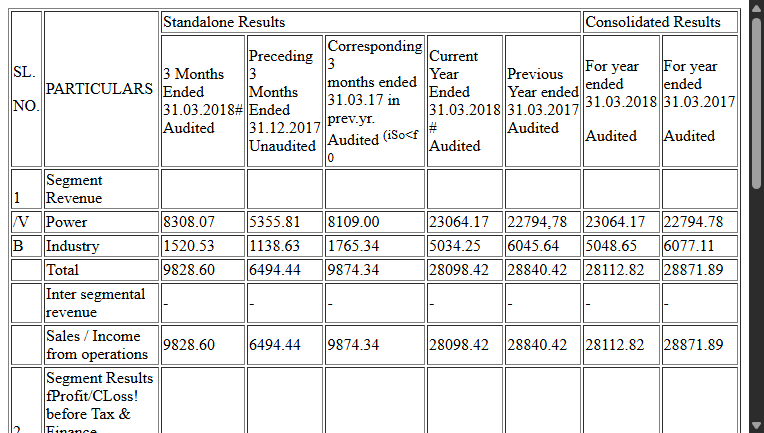 SL.
NO.
PARTICULARS
Standalone Results
Consolidated Results
3 Months
Ended
31.03.2018#
Audited
Preceding
3
Months
Ended
31.12.2017
Unaudited
Corresponding
3
months ended
31.03.17 in
prev.yr.
Audited (iSo<f
0
Current
Year
Ended
31.03.2018
#
Audited
Previous
Year ended
31.03.2017
Audited
For year
ended
31.03.2018
Audited
For year
ended
31.03.2017
Audited
1
Segment
Revenue
/V Power 8308.07 5355.81 8109.00 23064.17 22794,78 23064.17 22794.78
B Industry 1520.53 1138.63 1765.34 5034.25 6045.64 5048.65 6077.11
Total 9828.60 6494.44 9874.34 28098.42 28840.42 28112.82 28871.89
Inter segmental
revenue
- - - - - - -
Sales / Income
from operations
9828.60 6494.44 9874.34 28098.42 28840.42 28112.82 28871.89
2
Segment Results
fProfit/CLoss!
before Tax &
Finance